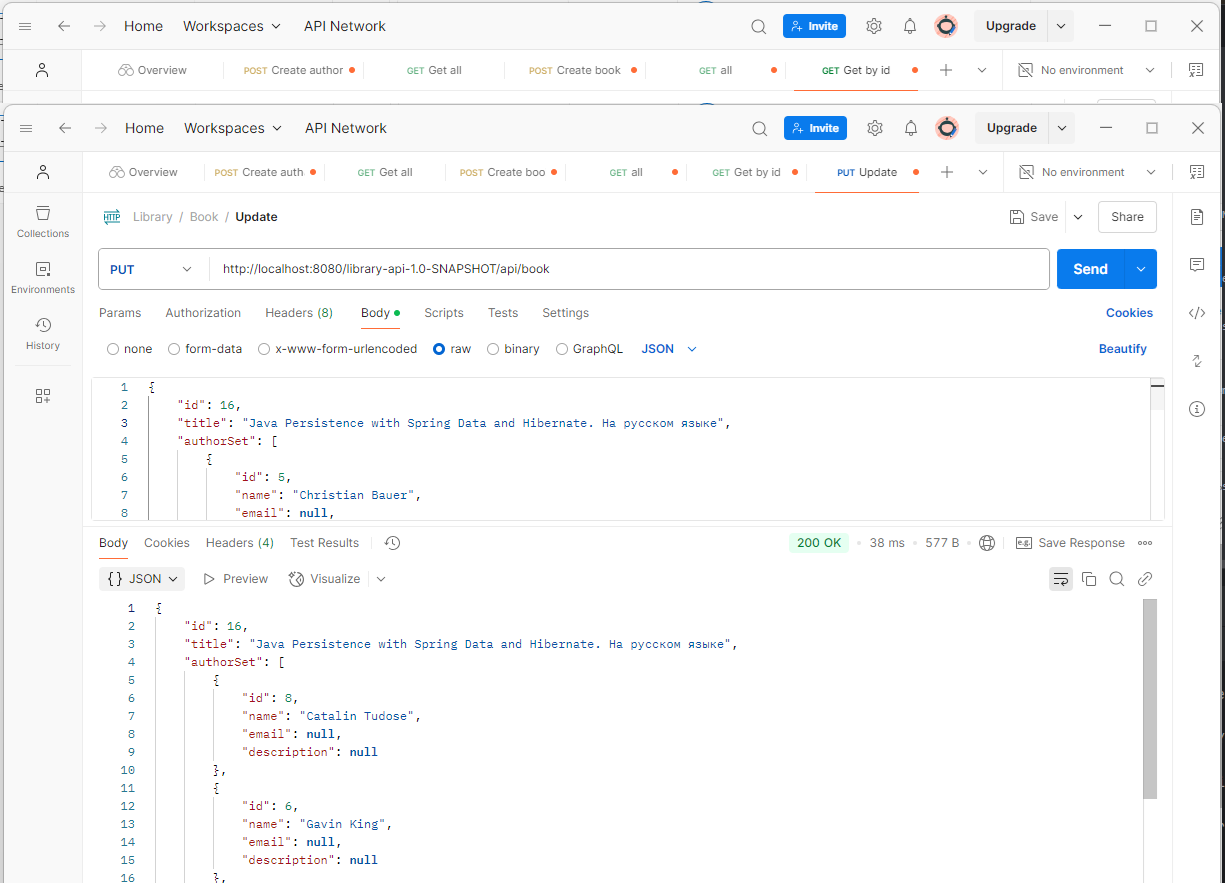 Home Workspaces API Network Invite Upgrade
Overview POST Create author GET Get all POST Create book GET all GET Get by id No environment
Home Workspaces API Network Invite Upgrade
Overview POST Create auth GET Get all POST Create boo GET all GET Get by id PUT Update No environment
HTTP Library / Book / Update Save Share
Collections
Environments
History
PUT http://localhost:8080/library-api-1.0-SNAPSHOT/api/book Send
Params Authorization Headers (8) Body Scripts Tests Settings Cookies
none form-data x-www-form-urlencoded raw binary GraphQL JSON Beautify
1 {
2 "id": 16,
3 "title": "Java Persistence with Spring Data and Hibernate. На русском языке",
4 "authorSet": [
5 {
6 "id": 5,
7 "name": "Christian Bauer",
8 "email": null,
Body Cookies Headers (4) Test Results 200 OK • 38 ms • 577 B • e.g. Save Response
{} JSON Preview Visualize
1 {
2 "id": 16,
3 "title": "Java Persistence with Spring Data and Hibernate. На русском языке",
4 "authorSet": [
5 {
6 "id": 8,
7 "name": "Catalin Tudose",
8 "email": null,
9 "description": null
10 },
11 {
12 "id": 6,
13 "name": "Gavin King",
14 "email": null,
15 "description": null
16 },